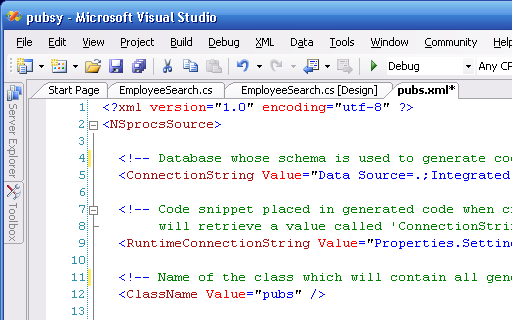 pubsy - Microsoft Visual Studio
File Edit View Project Build Debug XML Data Tools Window Community Help
Debug Any CP
Start Page EmployeeSearch.cs EmployeeSearch.cs [Design] pubs.xml*
Server Explorer
Toolbox
1 <?xml version="1.0" encoding="utf-8" ?>
2 <NSprocsSource>
3
4 <!-- Database whose schema is used to generate cod
5 <ConnectionString Value="Data Source=.;Integrated
6
7 <!-- Code snippet placed in generated code when c
8 will retrieve a value called 'ConnectionStri
9 <RuntimeConnectionString Value="Properties.Settin
10
11 <!-- Name of the class which will contain all gene
12 <ClassName Value="pubs" />
13